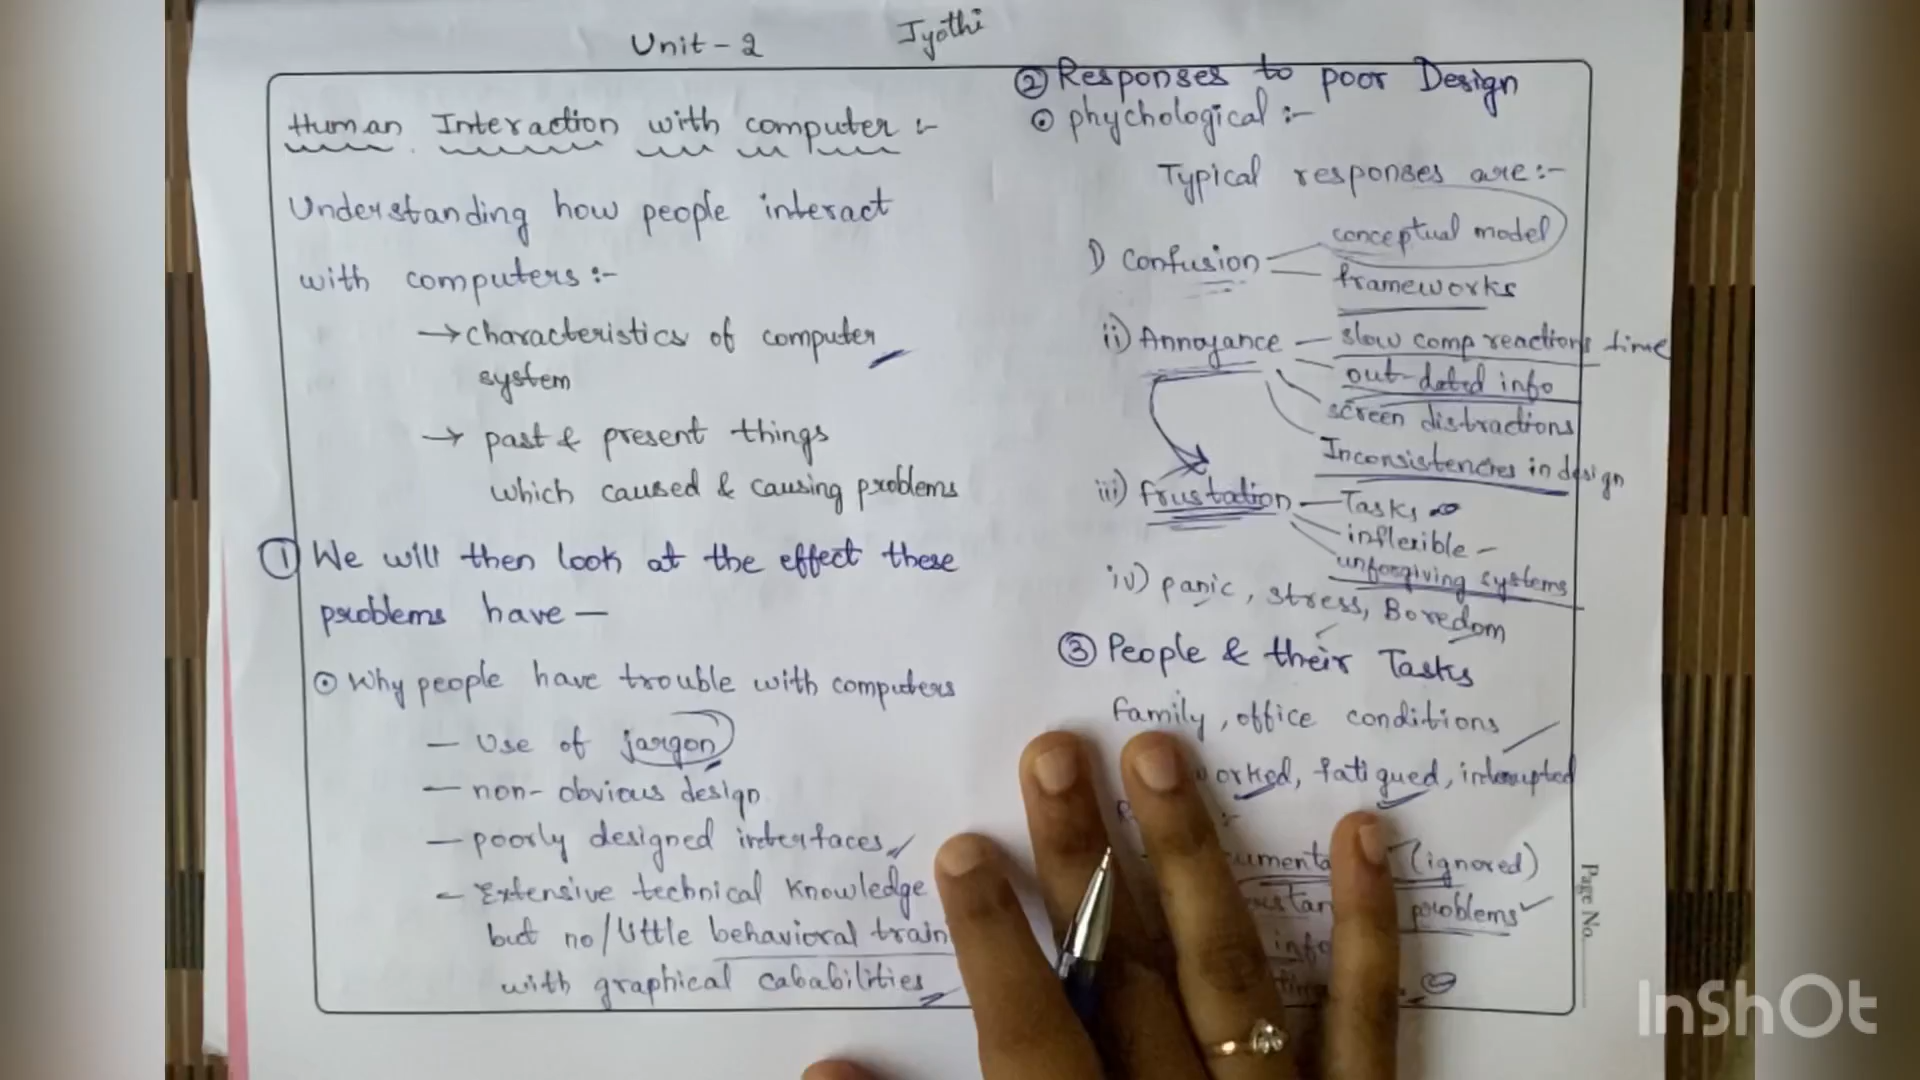 Unit - 2
Jyothi
Human Interaction with computer :-
Understanding how people interact
with computers :-
→ characteristics of computer
system
→ past & present things
which caused & causing problems
① We will then look at the effect these
problems have —
⊙ Why people have trouble with computers
— Use of jargon
— non-obvious design
— poorly designed interfaces
— Extensive technical knowledge
but no/little behavioral train
with graphical cababilities
② Responses to poor Design
⊙ phychological :-
Typical responses are :-
i) Confusion — conceptual model
frameworks
ii) Annoyance — slow comp reactions time
out-dated info
screen distractions
Inconsistencies in design
iii) frustation — Tasks
inflexible —
unforgiving systems
iv) panic, stress, Boredom
③ People & their Tasks
family, office conditions
worked, fatigued, interrupted
(ignored)
problems
info
Page No.
InShOt